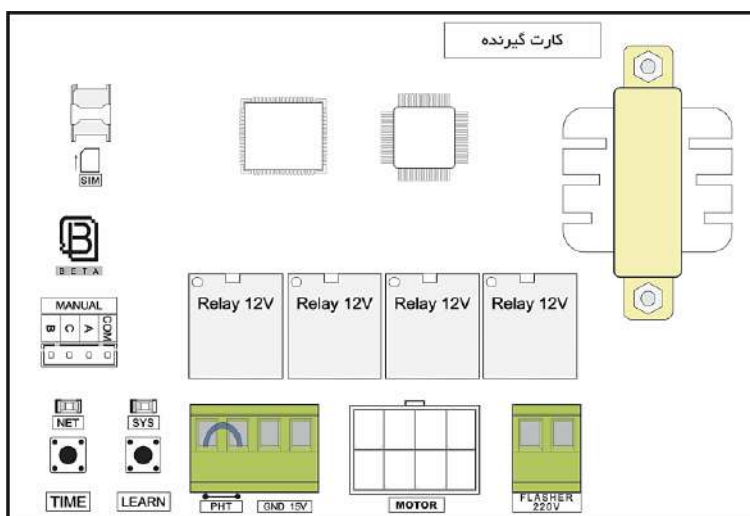 کارت گیرنده
SIM
BETA
Relay 12V Relay 12V Relay 12V Relay 12V
MANUAL
B C A COM
NET SYS
TIME LEARN
PHT GND 15V
MOTOR
FLASHER
220V